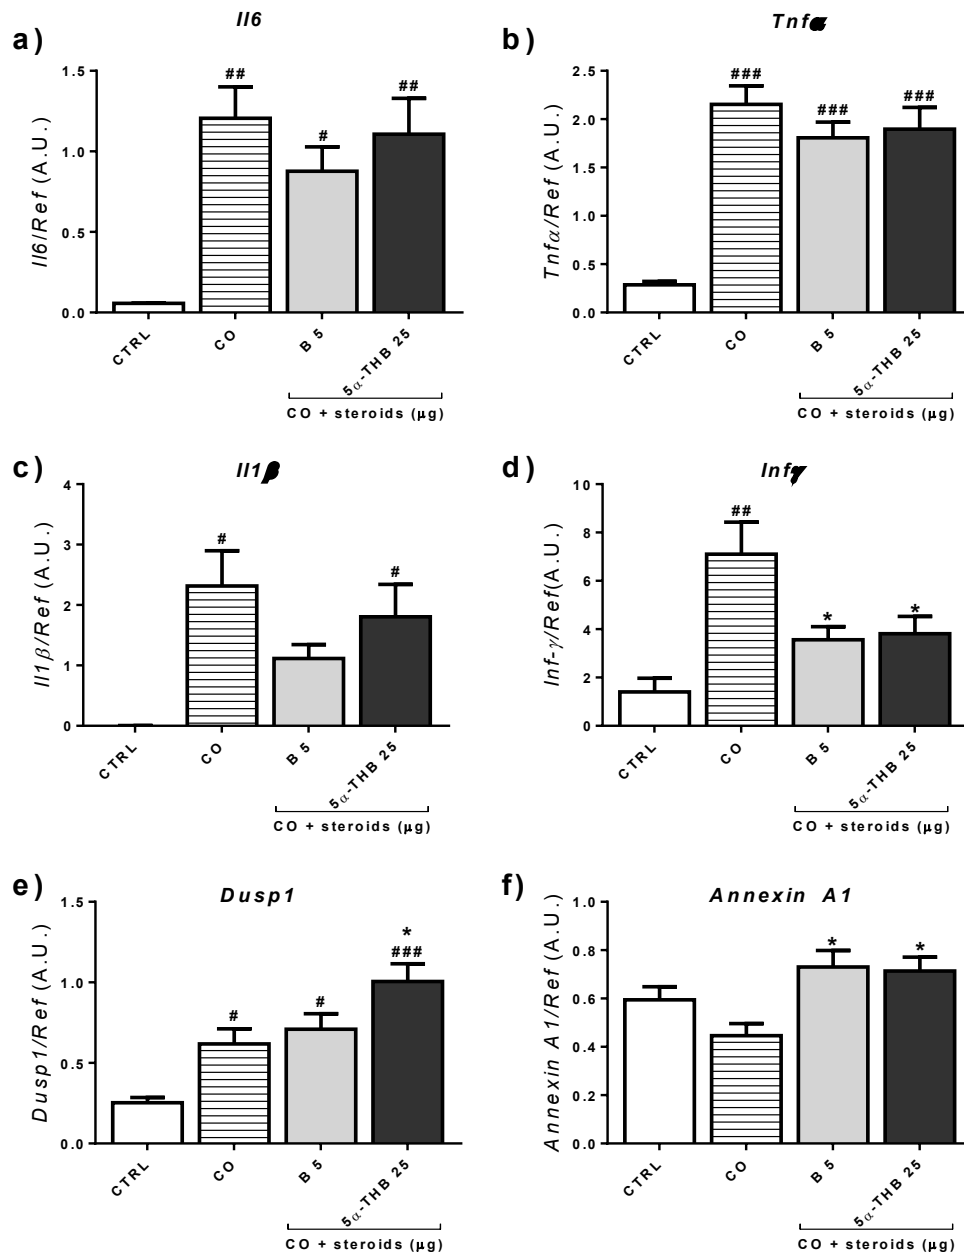 a)
Il6
Il6/Ref (A.U.)
1.5
1.0
0.5
0.0
##
#
##
CTRL
CO
B 5
5α-THB 25
CO + steroids (μg)
b)
Tnfα
Tnfα/Ref (A.U.)
2.5
2.0
1.5
1.0
0.5
0.0
###
###
###
CTRL
CO
B 5
5α-THB 25
CO + steroids (μg)
c)
Il1β
Il1β/Ref (A.U.)
4
3
2
1
0
#
#
CTRL
CO
B 5
5α-THB 25
CO + steroids (μg)
d)
Infγ
Inf-γ/Ref(A.U.)
10
8
6
4
2
0
##
*
*
CTRL
CO
B 5
5α-THB 25
CO + steroids (μg)
e)
Dusp1
Dusp1/Ref (A.U.)
1.5
1.0
0.5
0.0
#
#
*
###
CTRL
CO
B 5
5α-THB 25
CO + steroids (μg)
f)
Annexin A1
Annexin A1/Ref (A.U.)
1.0
0.8
0.6
0.4
0.2
0.0
*
*
CTRL
CO
B 5
5α-THB 25
CO + steroids (μg)